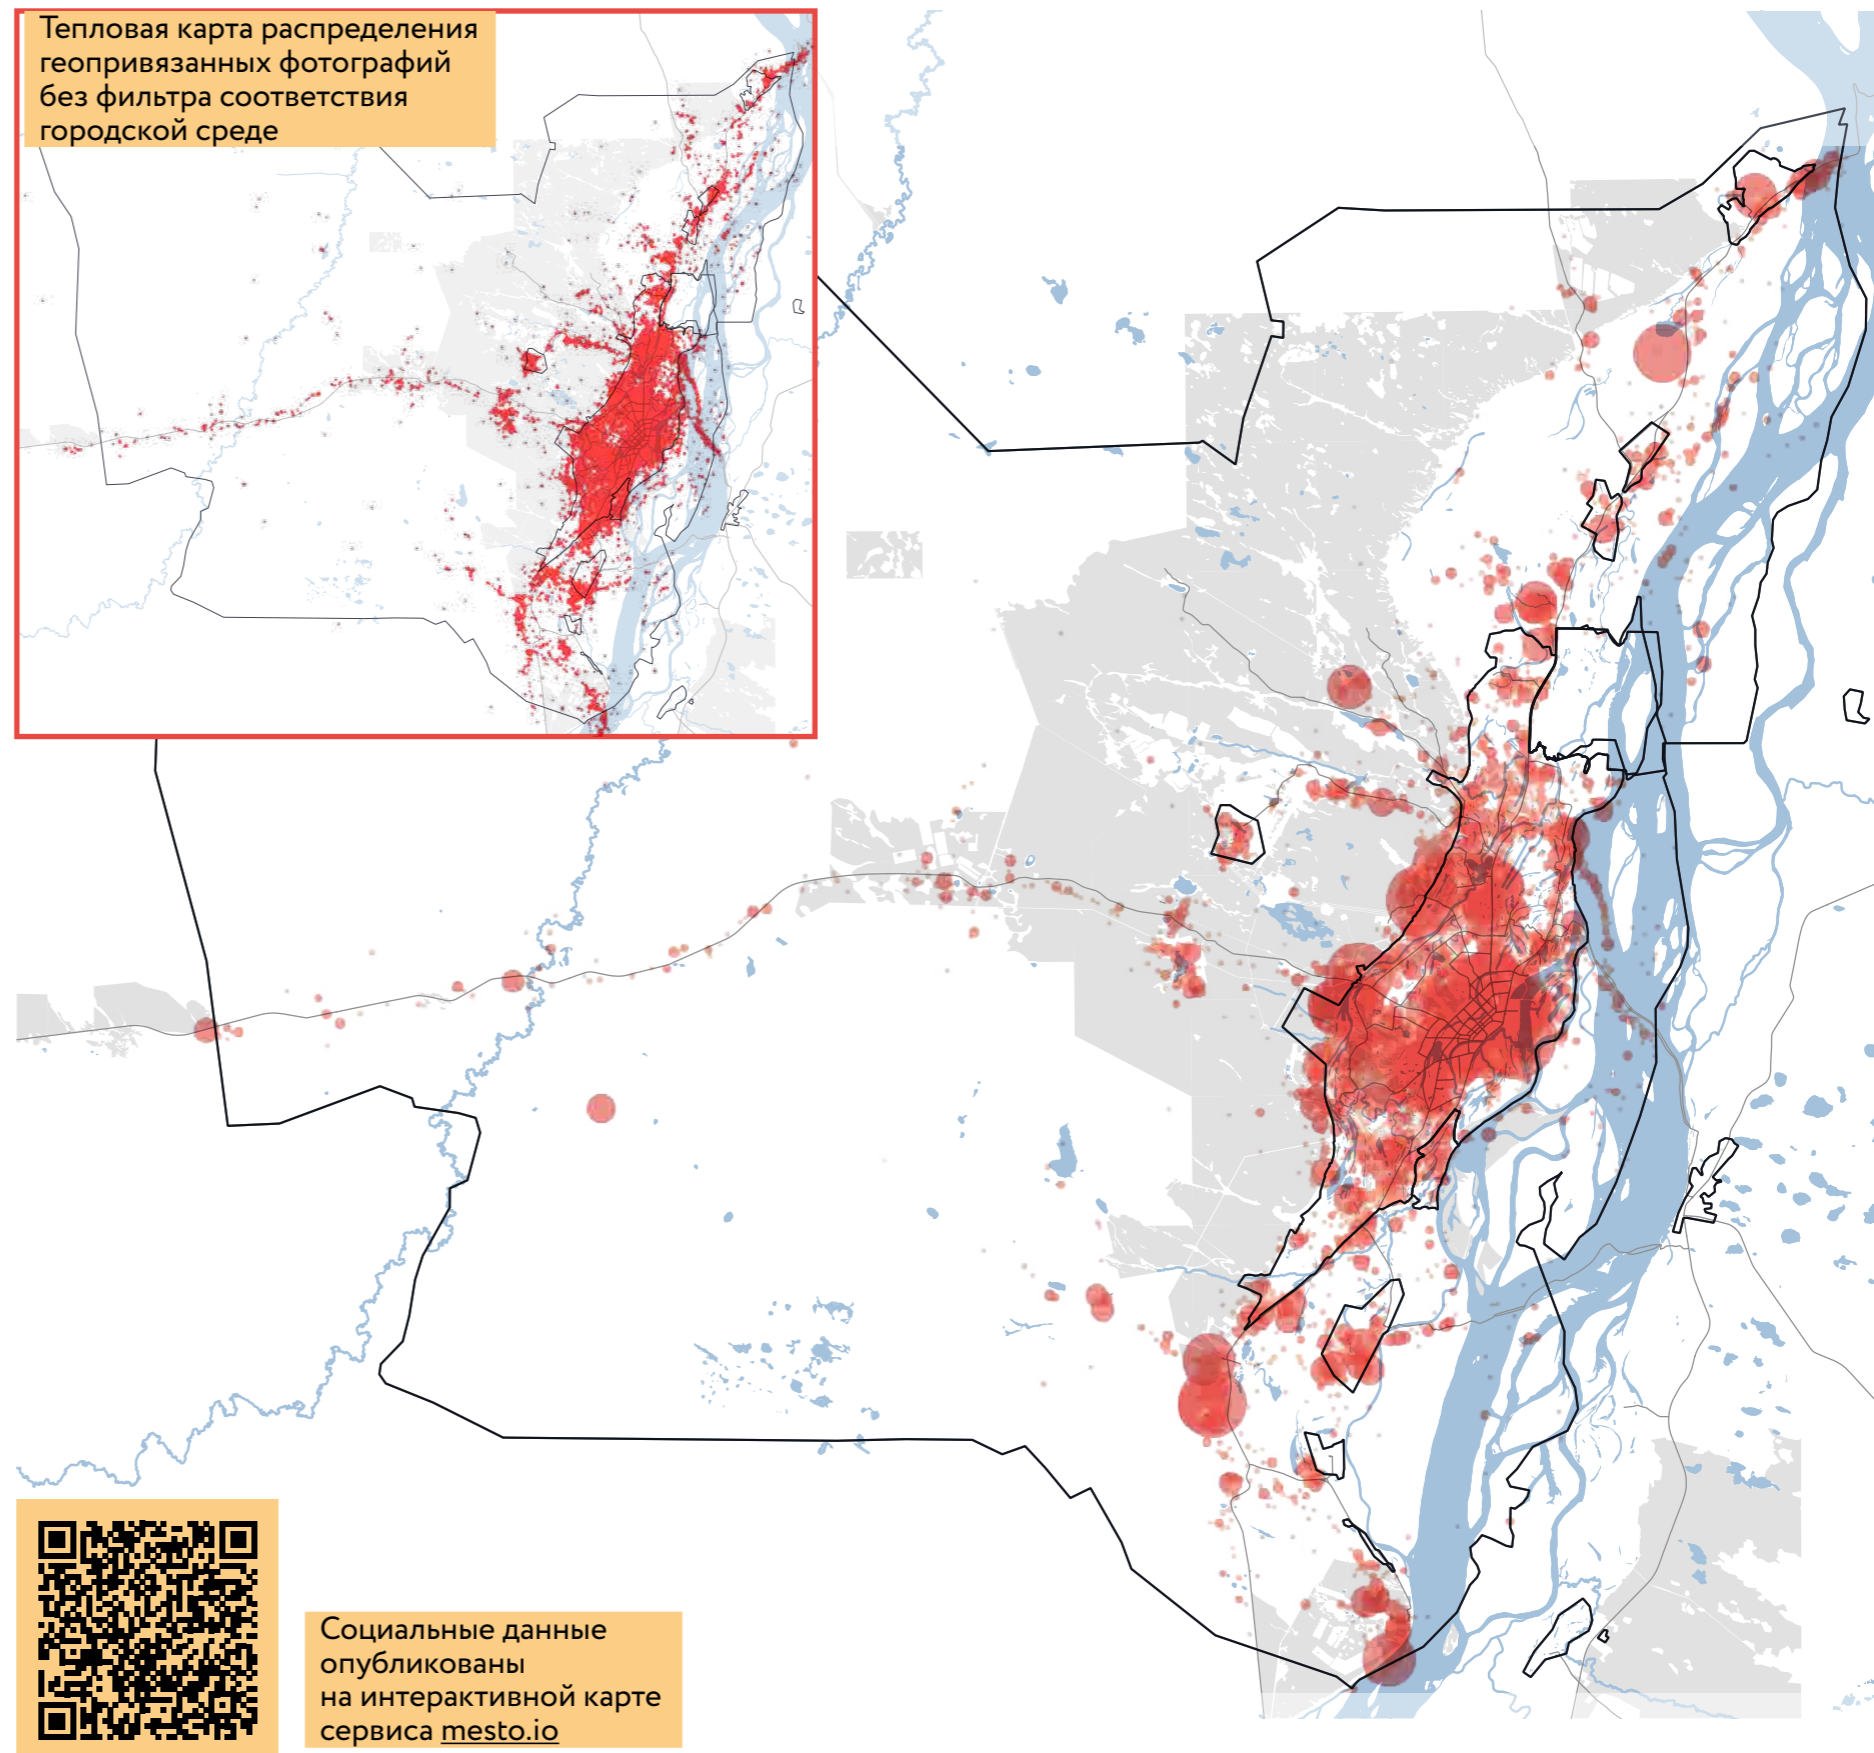 Тепловая карта распределения
геопривязанных фотографий
без фильтра соответствия
городской среде
Социальные данные
опубликованы
на интерактивной карте
сервиса mesto.io